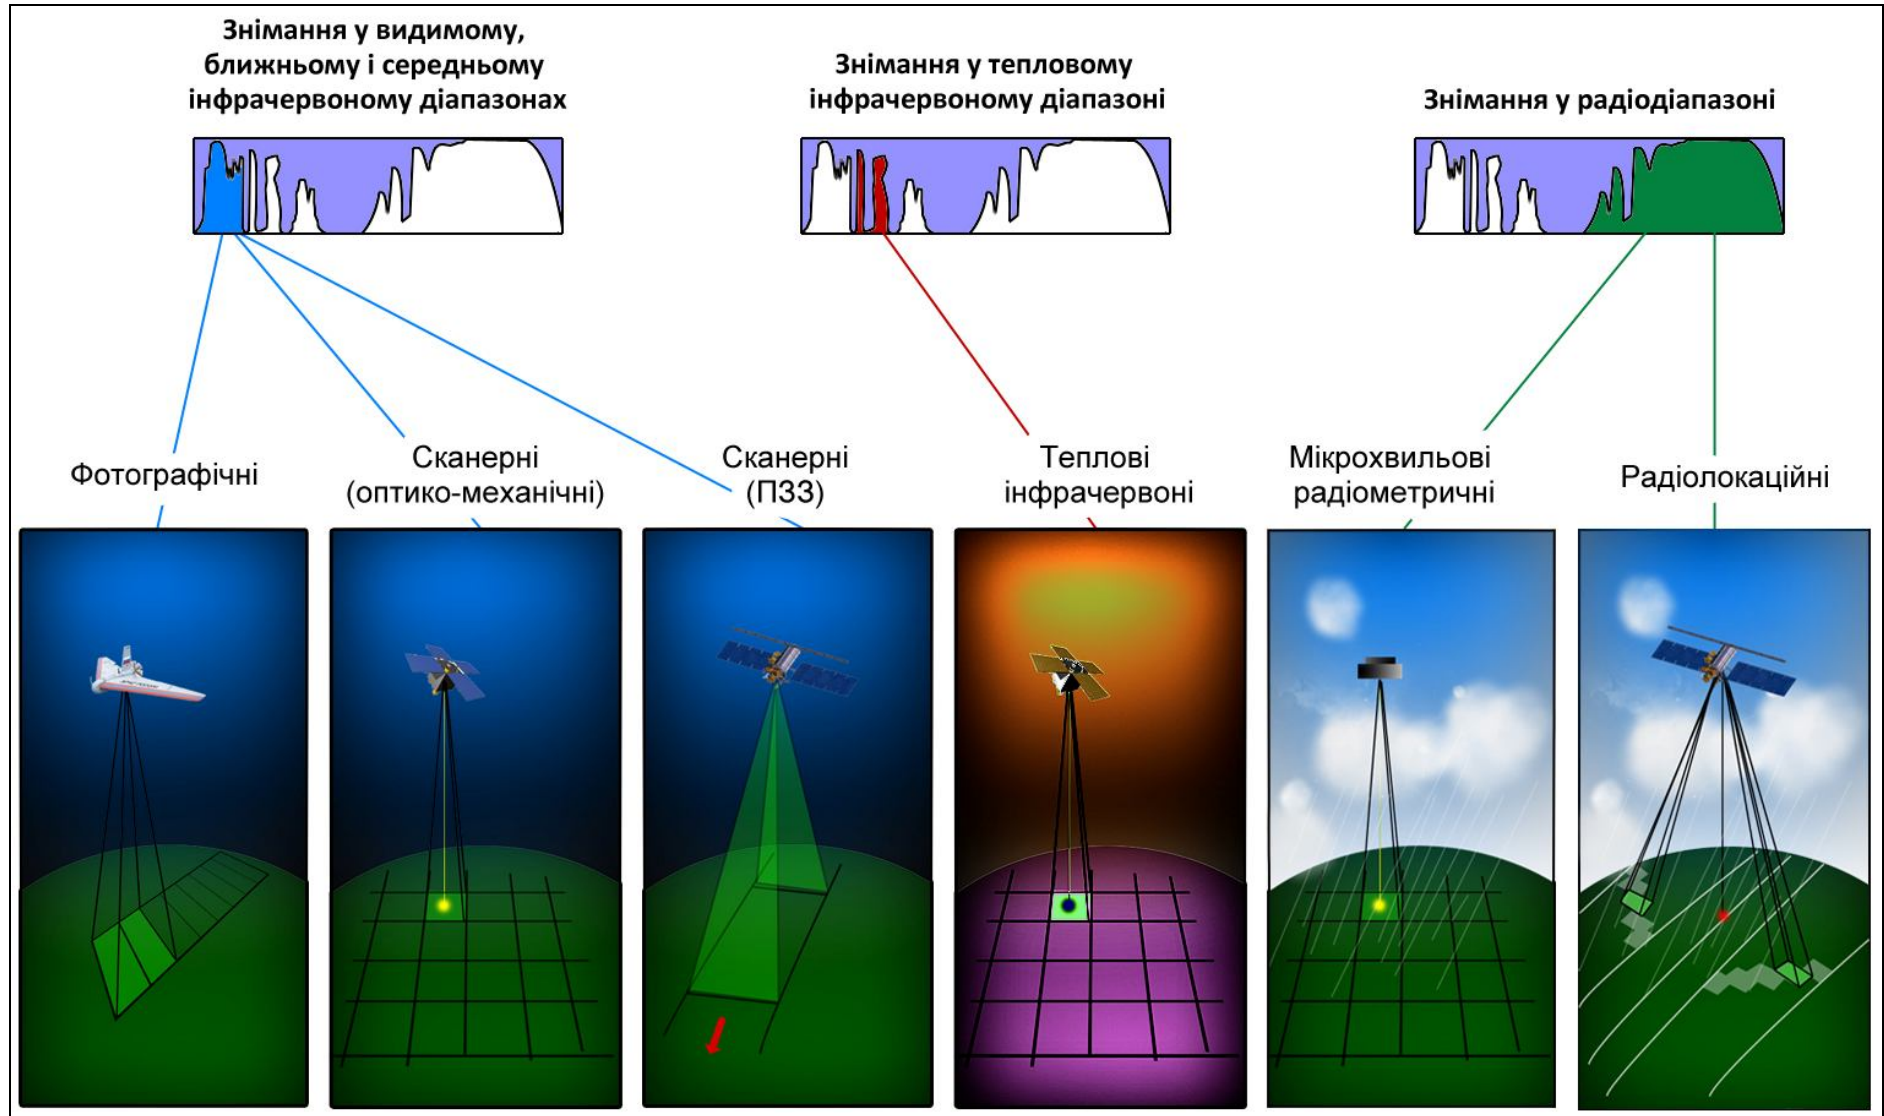 Знімання у видимому,
ближньому і середньому
інфрачервоному діапазонах
Знімання у тепловому
інфрачервоному діапазоні
Знімання у радіодіапазоні
Фотографічні
Сканерні
(оптико-механічні)
Сканерні
(ПЗЗ)
Теплові
інфрачервоні
Мікрохвильові
радіометричні
Радіолокаційні